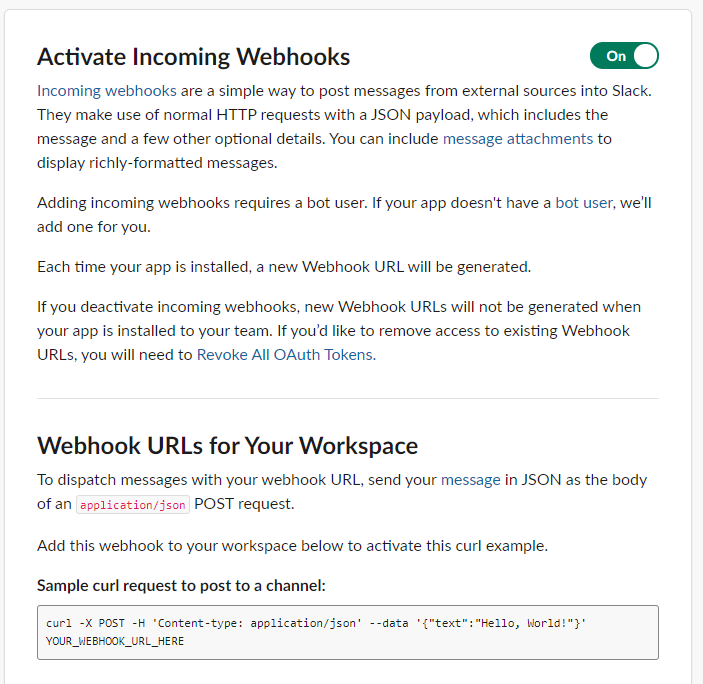 Activate Incoming Webhooks
On
Incoming webhooks are a simple way to post messages from external sources into Slack.
They make use of normal HTTP requests with a JSON payload, which includes the
message and a few other optional details. You can include message attachments to
display richly-formatted messages.
Adding incoming webhooks requires a bot user. If your app doesn't have a bot user, we’ll
add one for you.
Each time your app is installed, a new Webhook URL will be generated.
If you deactivate incoming webhooks, new Webhook URLs will not be generated when
your app is installed to your team. If you’d like to remove access to existing Webhook
URLs, you will need to Revoke All OAuth Tokens.
Webhook URLs for Your Workspace
To dispatch messages with your webhook URL, send your message in JSON as the body
of an application/json POST request.
Add this webhook to your workspace below to activate this curl example.
Sample curl request to post to a channel:
curl -X POST -H 'Content-type: application/json' --data '{"text":"Hello, World!"}'
YOUR_WEBHOOK_URL_HERE